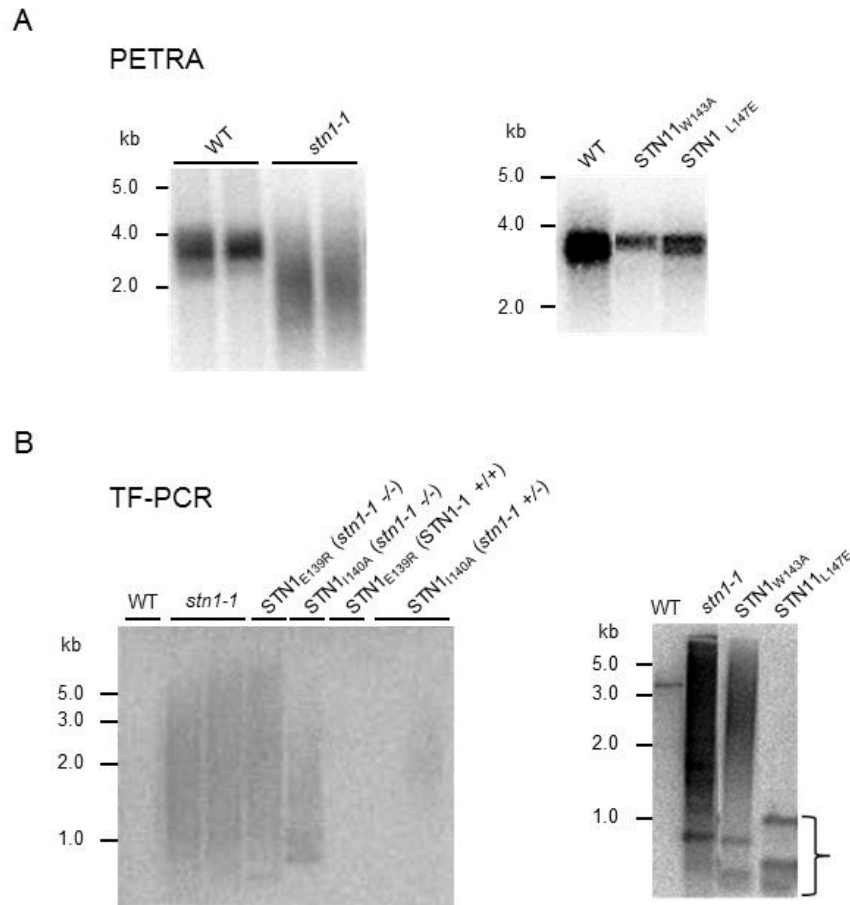 A
PETRA
kb
WT
stn1-1
5.0
4.0
2.0
kb
WT
STN11W143A
STN1 L147E
5.0
4.0
2.0
B
TF-PCR
kb
WT
stn1-1
STN1E139R (stn1-1 -/-)
STN1I140A (stn1-1 -/-)
STN1E139R (STN1-1 +/+)
STN1I140A (stn1-1 +/-)
5.0
3.0
2.0
1.0
kb
WT
stn1-1
STN1W143A
STN11L147E
5.0
3.0
2.0
1.0